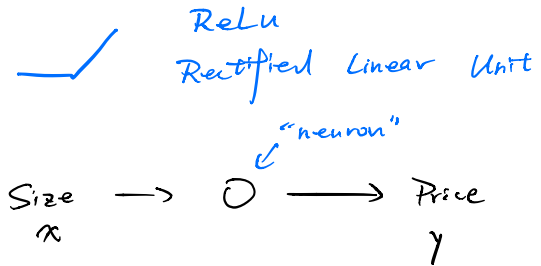 ReLu
Rectified Linear Unit
"neuron"
Size → O → Price
x y